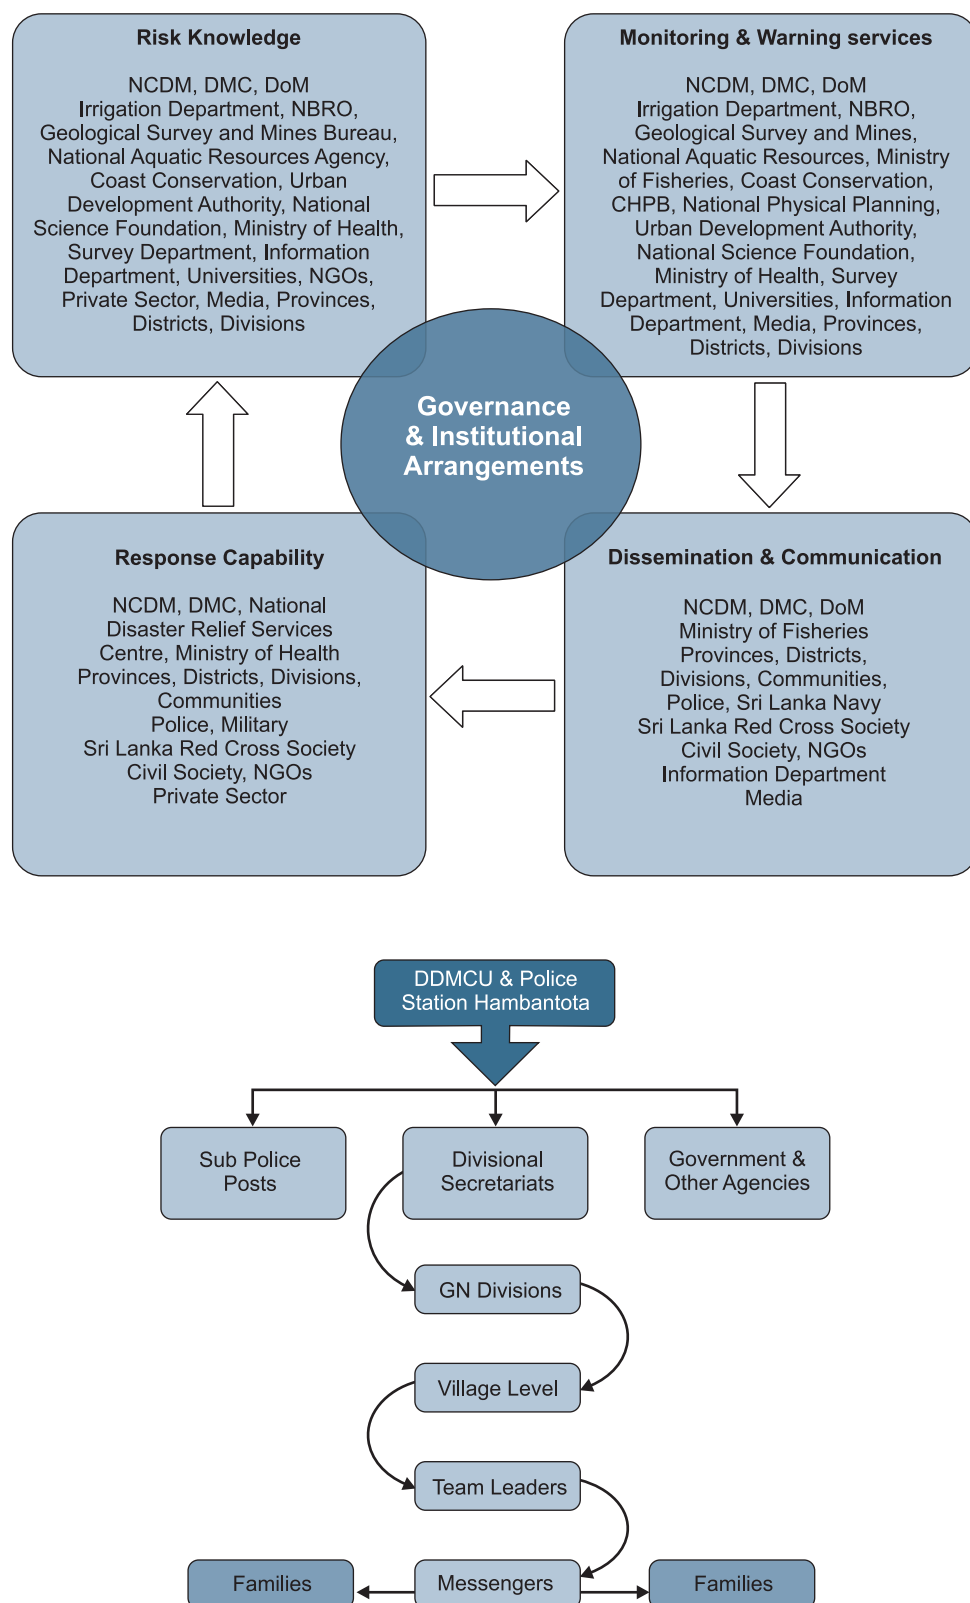 Risk Knowledge
NCDM, DMC, DoM
Irrigation Department, NBRO,
Geological Survey and Mines Bureau,
National Aquatic Resources Agency,
Coast Conservation, Urban
Development Authority, National
Science Foundation, Ministry of Health,
Survey Department, Information
Department, Universities, NGOs,
Private Sector, Media, Provinces,
Districts, Divisions
Monitoring & Warning services
NCDM, DMC, DoM
Irrigation Department, NBRO,
Geological Survey and Mines,
National Aquatic Resources, Ministry
of Fisheries, Coast Conservation,
CHPB, National Physical Planning,
Urban Development Authority,
National Science Foundation,
Ministry of Health, Survey
Department, Universities, Information
Department, Media, Provinces,
Districts, Divisions
Governance
& Institutional
Arrangements
Response Capability
NCDM, DMC, National
Disaster Relief Services
Centre, Ministry of Health
Provinces, Districts, Divisions,
Communities
Police, Military
Sri Lanka Red Cross Society
Civil Society, NGOs
Private Sector
Dissemination & Communication
NCDM, DMC, DoM
Ministry of Fisheries
Provinces, Districts,
Divisions, Communities,
Police, Sri Lanka Navy
Sri Lanka Red Cross Society
Civil Society, NGOs
Information Department
Media
DDMCU & Police
Station Hambantota
Sub Police
Posts
Divisional
Secretariats
Government &
Other Agencies
GN Divisions
Village Level
Team Leaders
Families
Messengers
Families